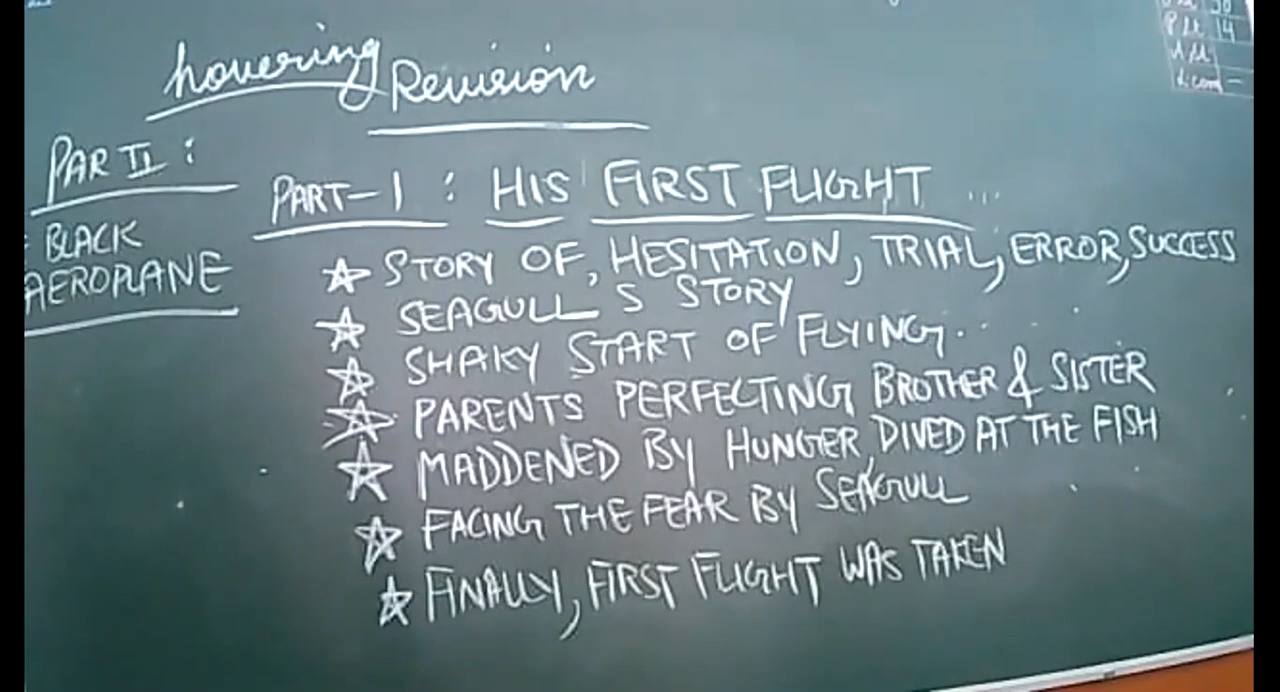 hovering Revision
PART II :
BLACK
AEROPLANE
PART-1 : HIS FIRST FLIGHT ...
☆ STORY OF, HESITATION, TRIAL, ERROR, SUCCESS
☆ SEAGULL'S STORY
☆ SHAKY START OF FLYING.
☆ PARENTS PERFECTING BROTHER & SISTER
☆ MADDENED BY HUNGER, DIVED AT THE FISH
☆ FACING THE FEAR BY SEAGULL
☆ FINALLY, FIRST FLIGHT WAS TAKEN
14